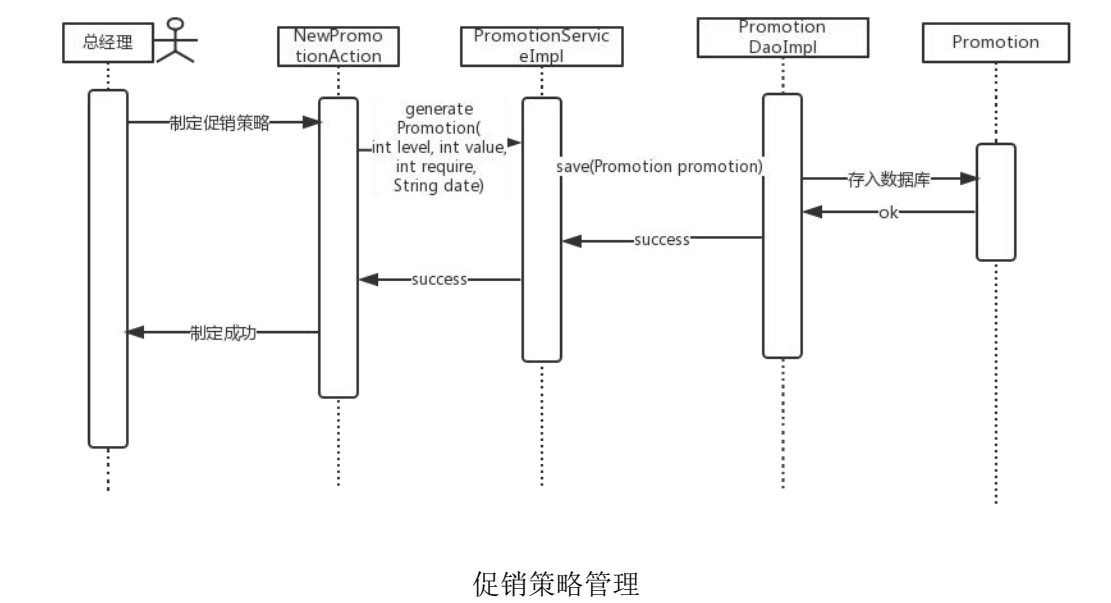 总经理
NewPromo
tionAction
PromotionServic
eImpl
Promotion
DaoImpl
Promotion
制定促销策略
generate
Promotion(
int level, int value,
int require,
String date)
save(Promotion promotion)
存入数据库
ok
success
success
制定成功
促销策略管理